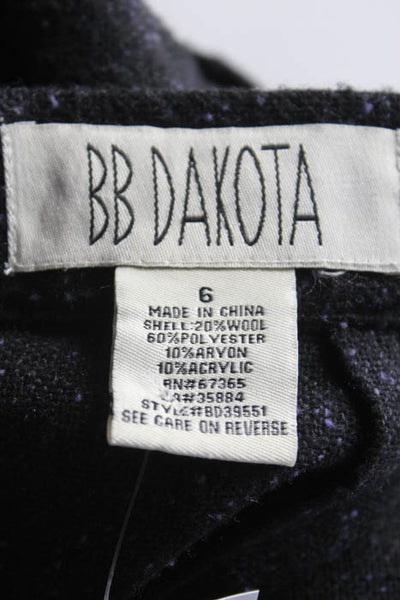 BB DAKOTA
6
MADE IN CHINA
SHELL:20%WOOL
60%POLYESTER
10%ARYON
10%ACRYLIC
RN#67365
CA#35884
STYLE#BD39551
SEE CARE ON REVERSE